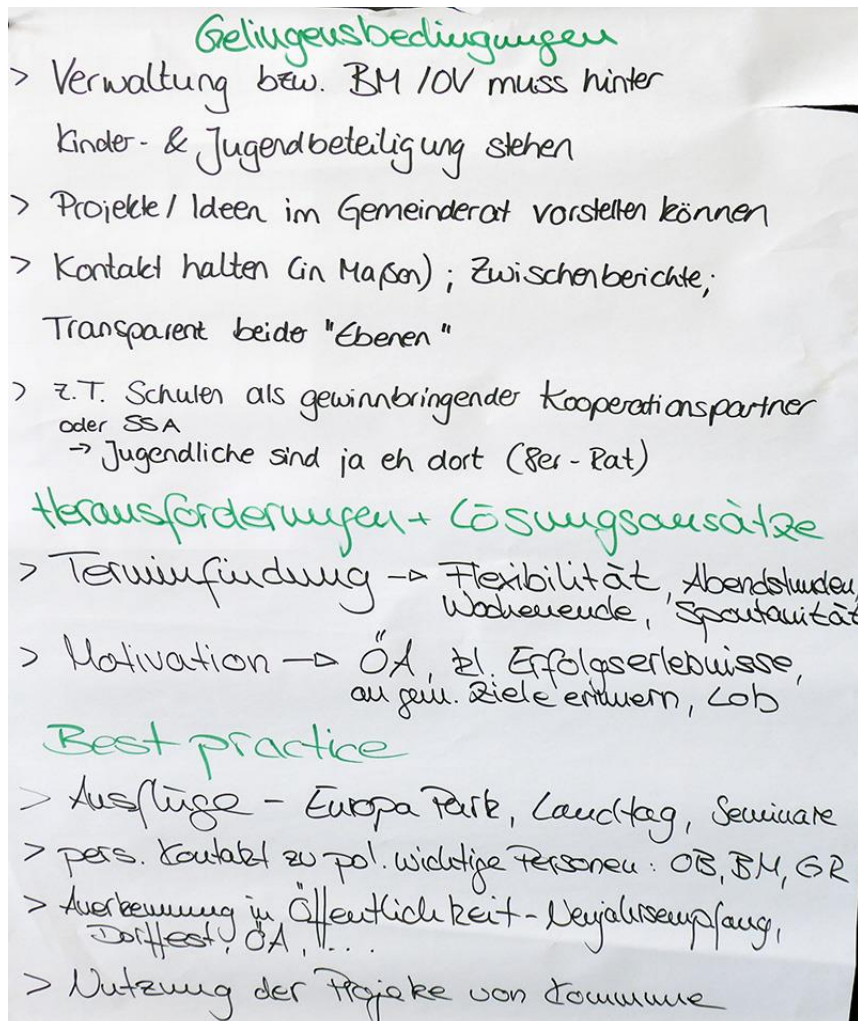 Gelingensbedingungen
> Verwaltung bzw. BM /OV muss hinter
Kinder- & Jugendbeteiligung stehen
> Projekte / Ideen im Gemeinderat vorstellen können
> Kontakt halten (in Maßen) ; Zwischenberichte;
Transparent beider "Ebenen"
> z.T. Schulen als gewinnbringender Kooperationspartner
oder SSA
-> Jugendliche sind ja eh dort (8er-Rat)
Herausforderungen + Lösungsansätze
> Terminfindung -> Flexibilität, Abendstunden,
Wochenende, Spontanität
> Motivation -> ÖA, kl. Erfolgserlebnisse,
an gem. Ziele erinnern, Lob
Best practice
> Ausflüge - Europa Park, Landtag, Seminare
> pers. Kontakt zu pol. wichtige Personen: OB, BM, GR
> Anerkennung in Öffentlichkeit - Neujahrsempfang,
Dorffest, ÖA, ....
> Nutzung der Projeke von Kommune